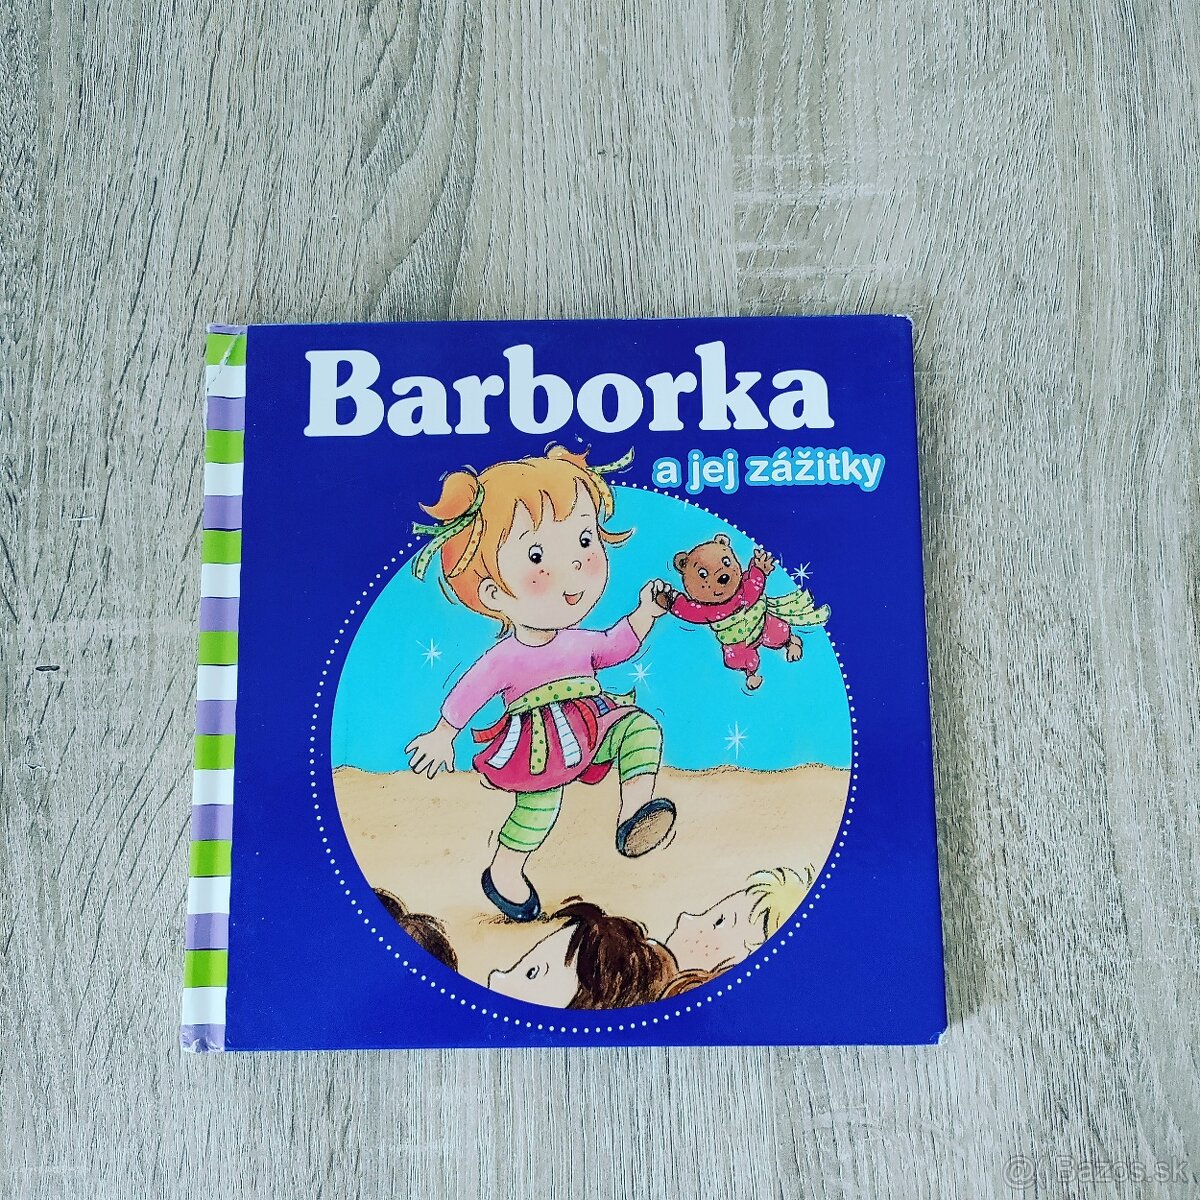 Barborka
a jej zážitky
@ Bazos.sk